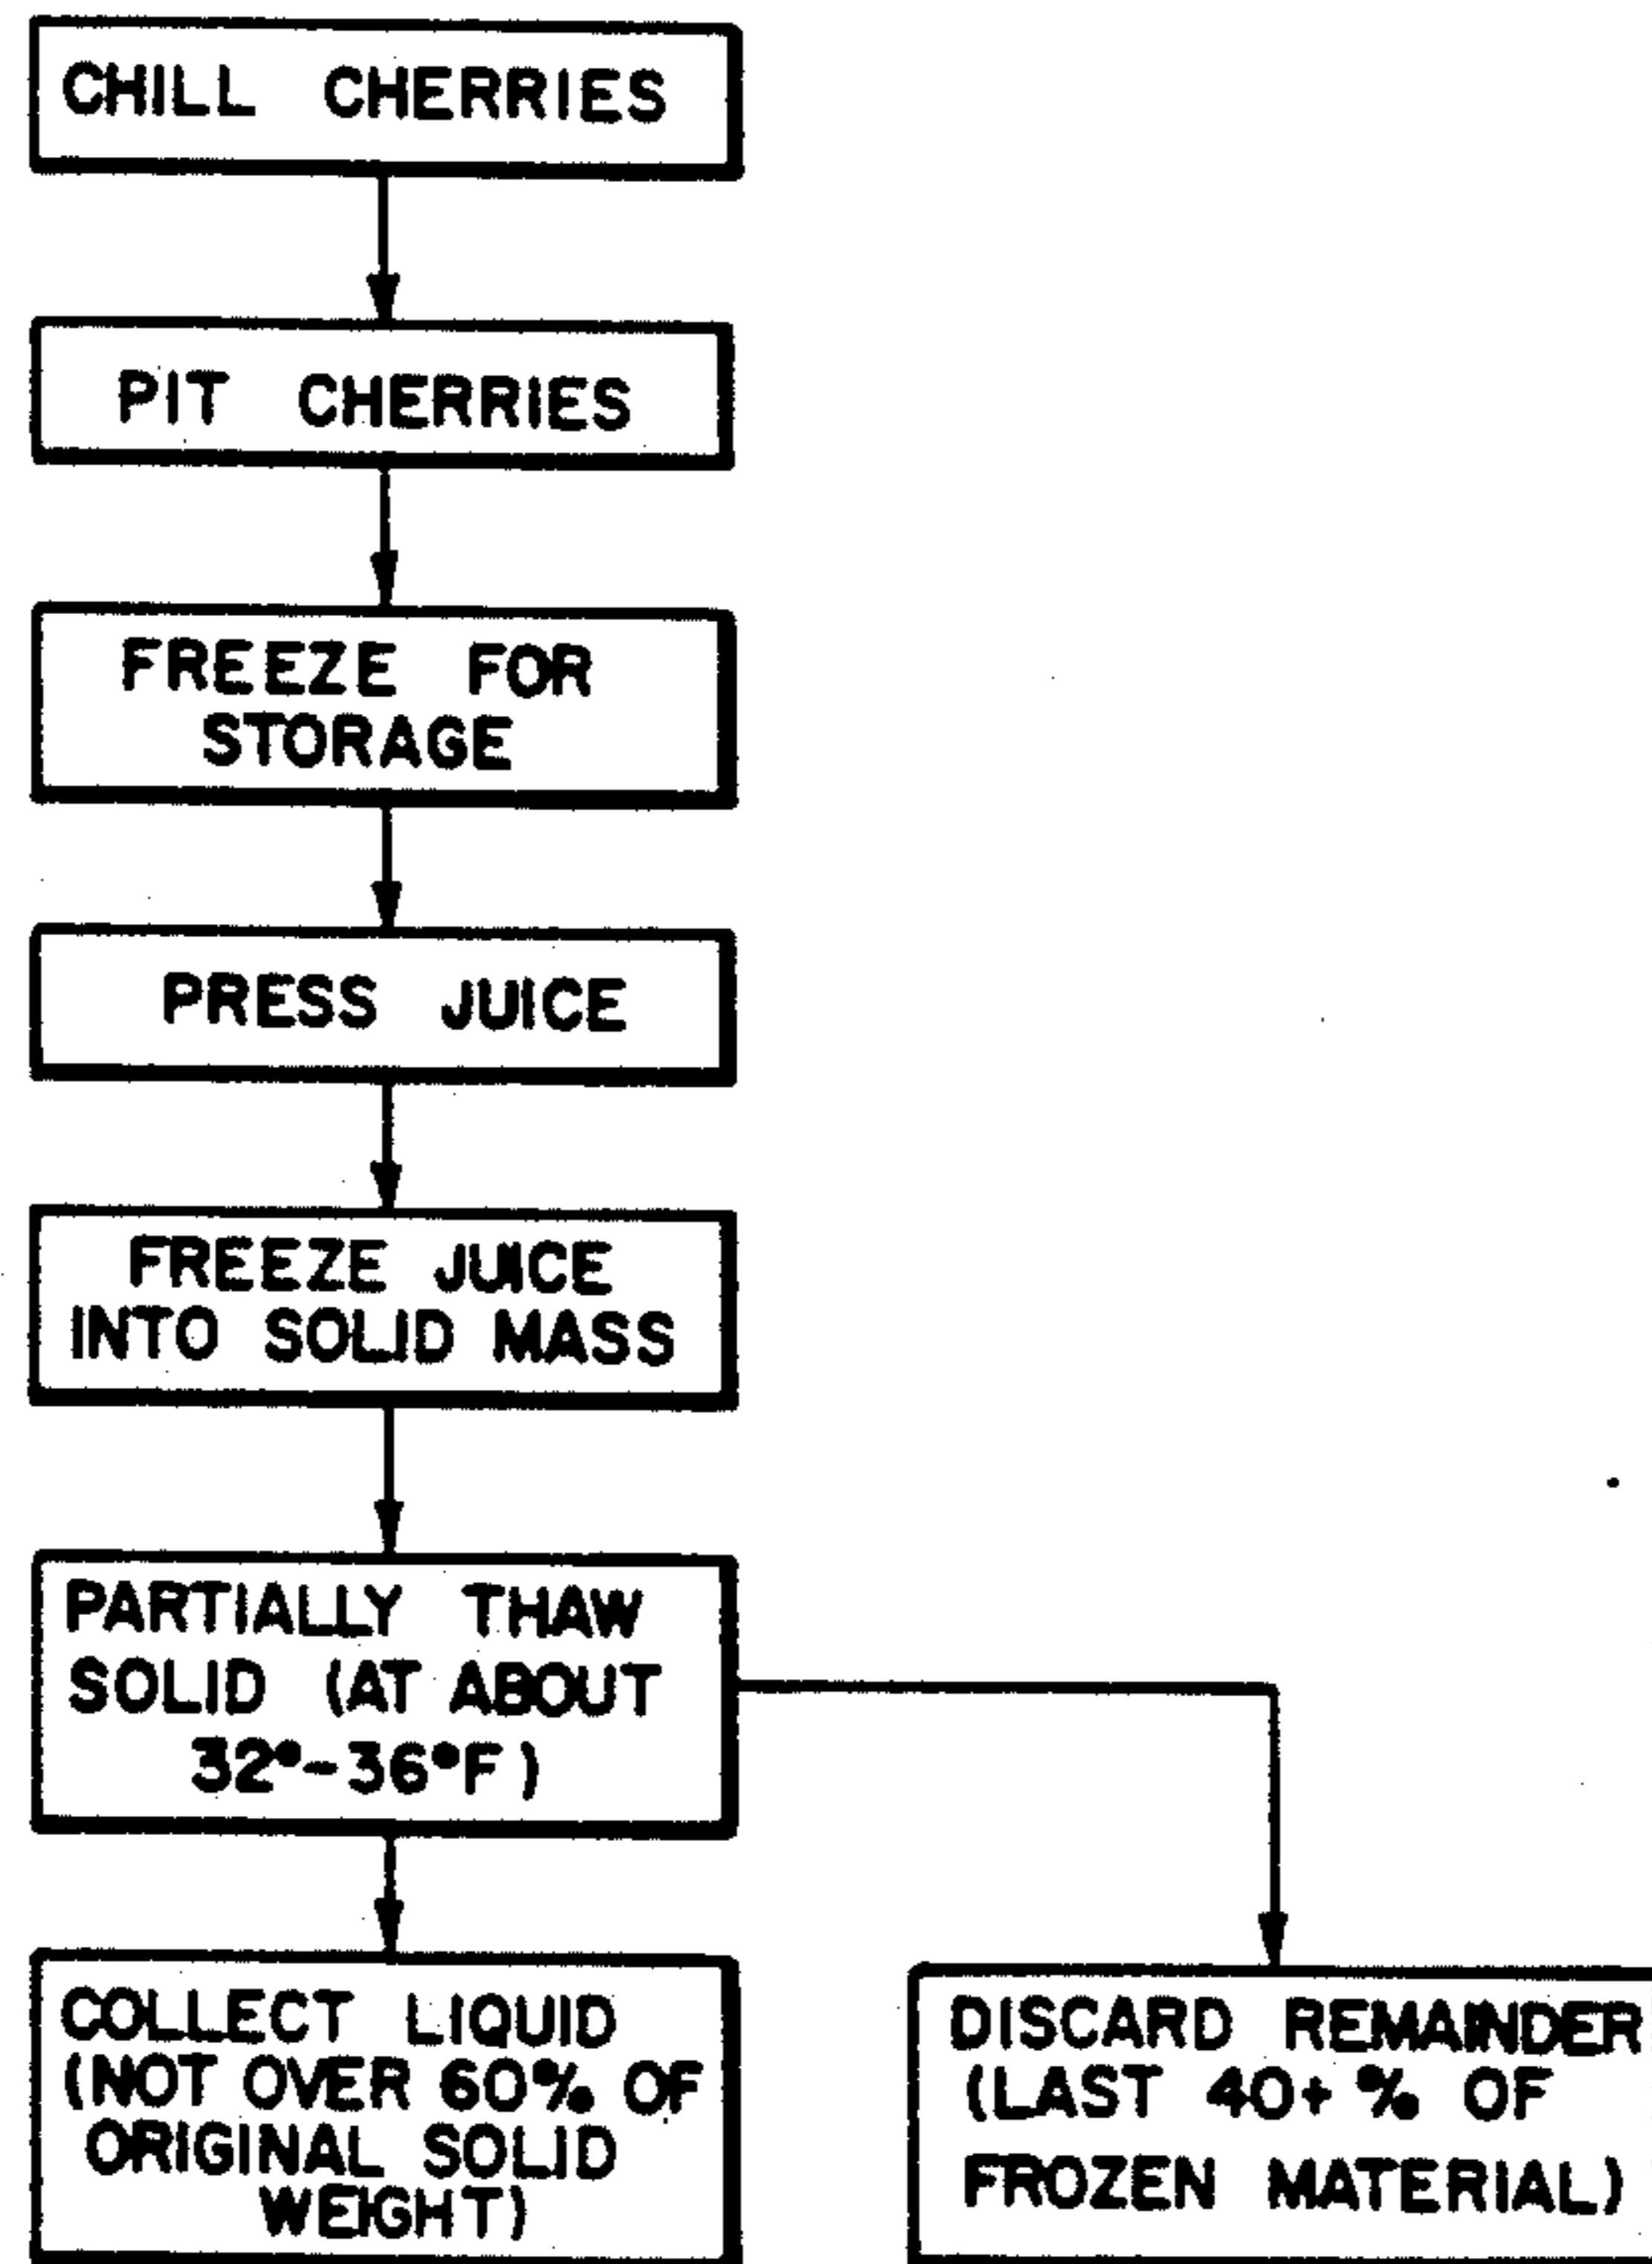 CHILL CHERRIES
PIT CHERRIES
FREEZE FOR
STORAGE
PRESS JUICE
FREEZE JUICE
INTO SOLID MASS
PARTIALLY THAW
SOLID (AT ABOUT
32°-36°F)
COLLECT LIQUID
(NOT OVER 60% OF
ORIGINAL SOLID
WEIGHT)
DISCARD REMAINDER
(LAST 40+ % OF
FROZEN MATERIAL)